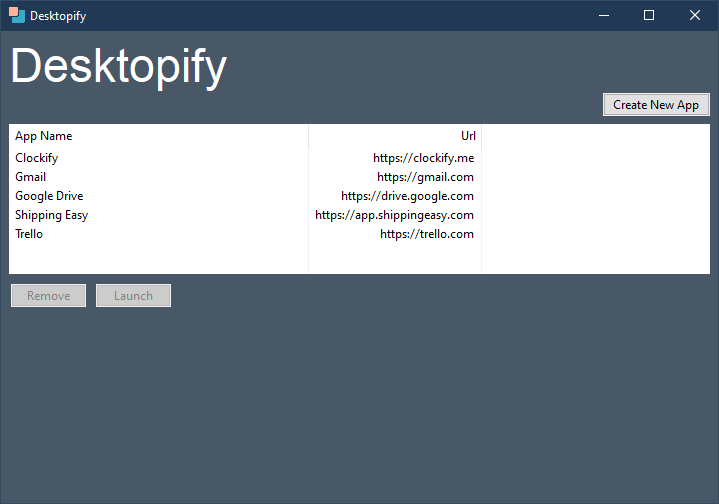 Desktopify
Desktopify
Create New App
App Name Url
Clockify https://clockify.me
Gmail https://gmail.com
Google Drive https://drive.google.com
Shipping Easy https://app.shippingeasy.com
Trello https://trello.com
Remove Launch